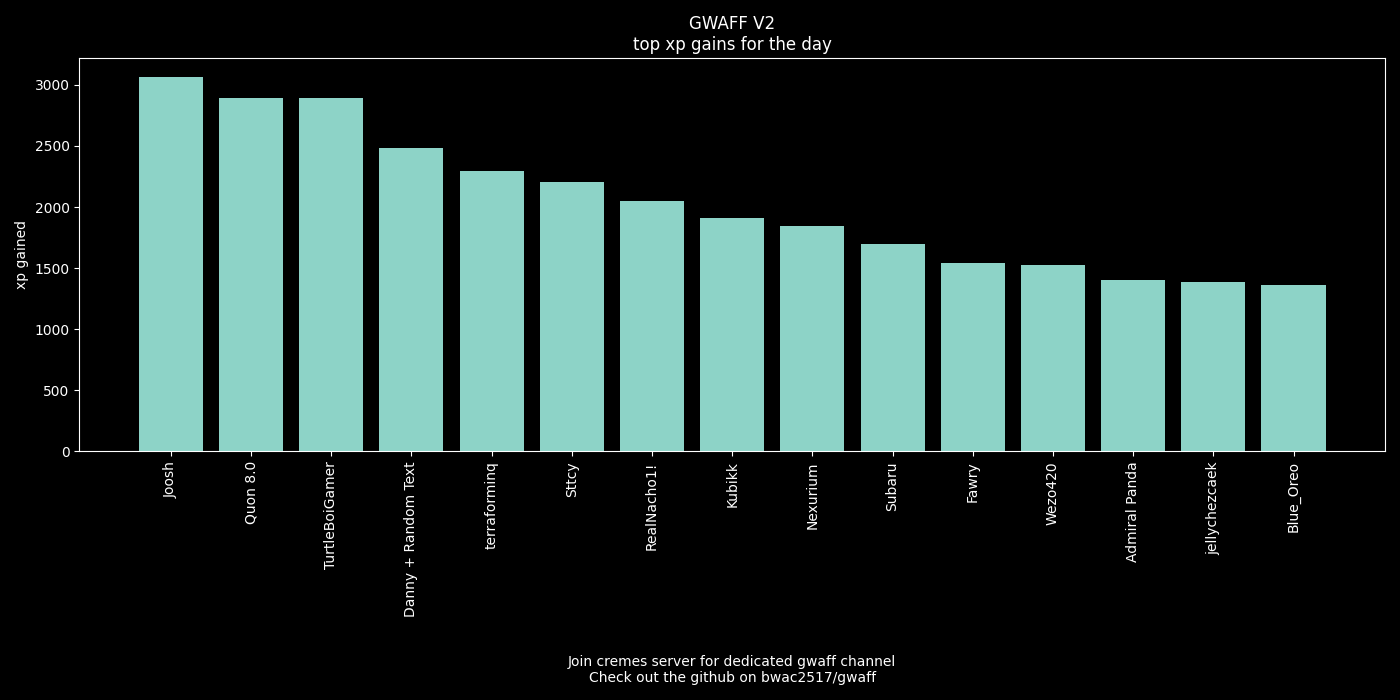 GWAFF V2
top xp gains for the day
xp gained
3000
2500
2000
1500
1000
500
0
Joosh
Quon 8.0
TurtleBoiGamer
Danny + Random Text
terraforminq
Sttcy
RealNacho1!
Kubikk
Nexurium
Subaru
Fawry
Wezo420
Admiral Panda
jellychezcaek
Blue_Oreo
Join cremes server for dedicated gwaff channel
Check out the github on bwac2517/gwaff